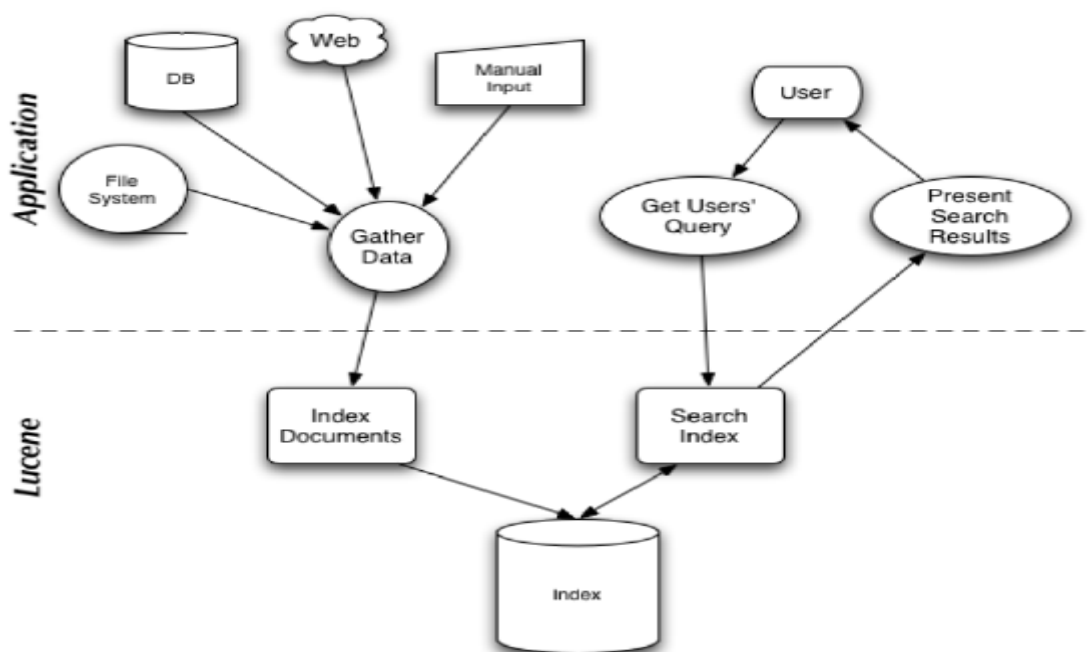 Application
DB
Web
Manual
Input
User
File
System
Gather
Data
Get Users'
Query
Present
Search
Results
Lucene
Index
Documents
Search
Index
Index